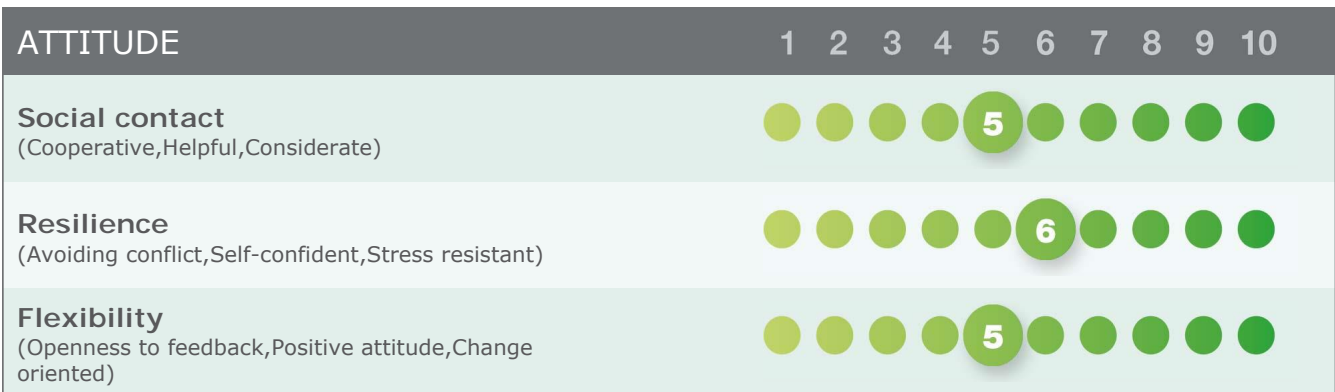 ATTITUDE 1 2 3 4 5 6 7 8 9 10
Social contact
(Cooperative,Helpful,Considerate)
5
Resilience
(Avoiding conflict,Self-confident,Stress resistant)
6
Flexibility
(Openness to feedback,Positive attitude,Change
oriented)
5